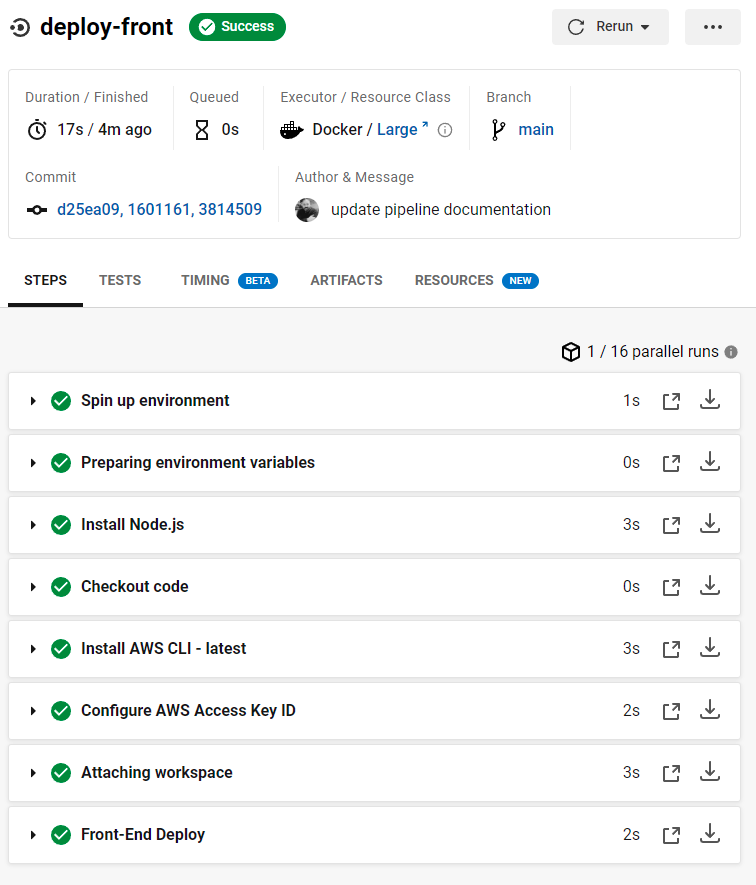 deploy-front Success Rerun
Duration / Finished Queued Executor / Resource Class Branch
17s / 4m ago 0s Docker / Large main
Commit Author & Message
d25ea09, 1601161, 3814509 update pipeline documentation
STEPS TESTS TIMING BETA ARTIFACTS RESOURCES NEW
1 / 16 parallel runs
Spin up environment 1s
Preparing environment variables 0s
Install Node.js 3s
Checkout code 0s
Install AWS CLI - latest 3s
Configure AWS Access Key ID 2s
Attaching workspace 3s
Front-End Deploy 2s